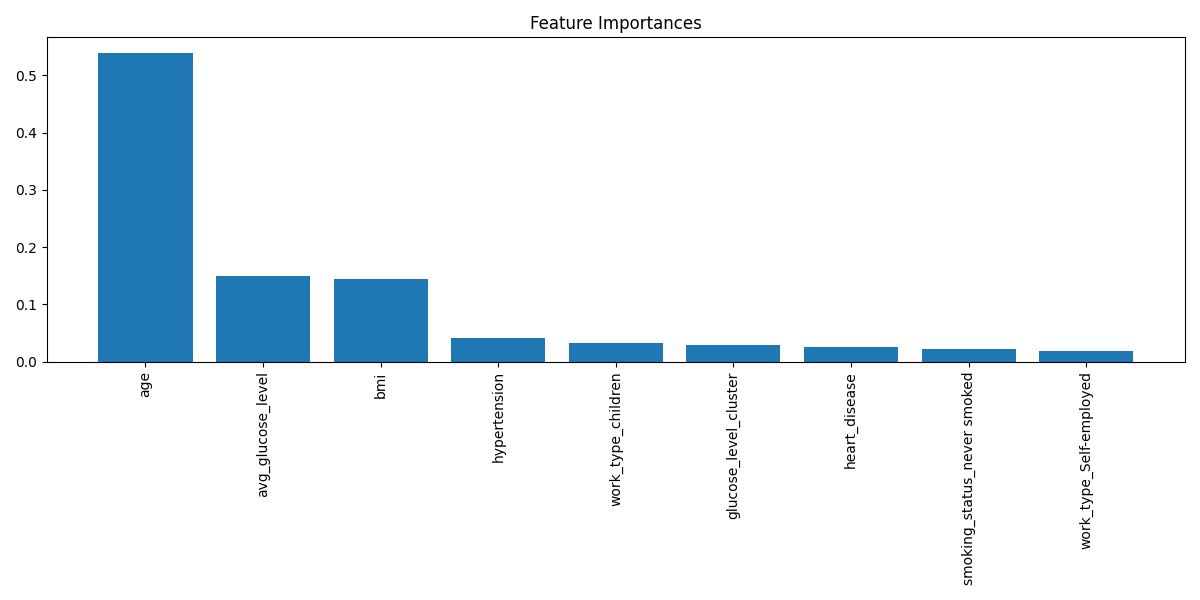 Feature Importances
0.5
0.4
0.3
0.2
0.1
0.0
age
avg_glucose_level
bmi
hypertension
work_type_children
glucose_level_cluster
heart_disease
smoking_status_never smoked
work_type_Self-employed